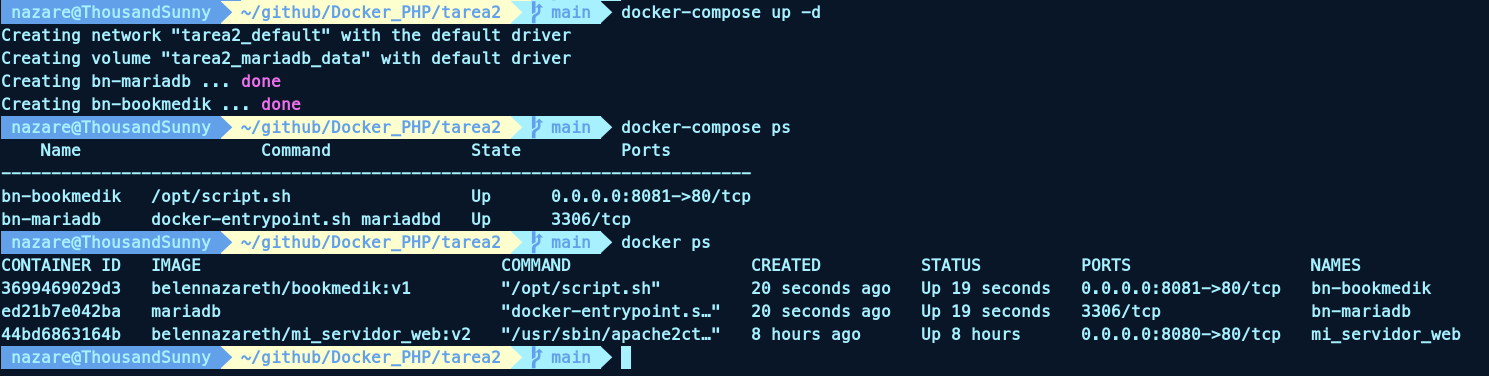 nazare@ThousandSunny ~/github/Docker_PHP/tarea2 main docker-compose up -d
Creating network "tarea2_default" with the default driver
Creating volume "tarea2_mariadb_data" with default driver
Creating bn-mariadb ... done
Creating bn-bookmedik ... done
nazare@ThousandSunny ~/github/Docker_PHP/tarea2 main docker-compose ps
Name Command State Ports
---------------------------------------------------------------------------
bn-bookmedik /opt/script.sh Up 0.0.0.0:8081->80/tcp
bn-mariadb docker-entrypoint.sh mariadbd Up 3306/tcp
nazare@ThousandSunny ~/github/Docker_PHP/tarea2 main docker ps
CONTAINER ID IMAGE COMMAND CREATED STATUS PORTS NAMES
3699469029d3 belennazareth/bookmedik:v1 "/opt/script.sh" 20 seconds ago Up 19 seconds 0.0.0.0:8081->80/tcp bn-bookmedik
ed21b7e042ba mariadb "docker-entrypoint.s…" 20 seconds ago Up 19 seconds 3306/tcp bn-mariadb
44bd6863164b belennazareth/mi_servidor_web:v2 "/usr/sbin/apache2ct…" 8 hours ago Up 8 hours 0.0.0.0:8080->80/tcp mi_servidor_web
nazare@ThousandSunny ~/github/Docker_PHP/tarea2 main